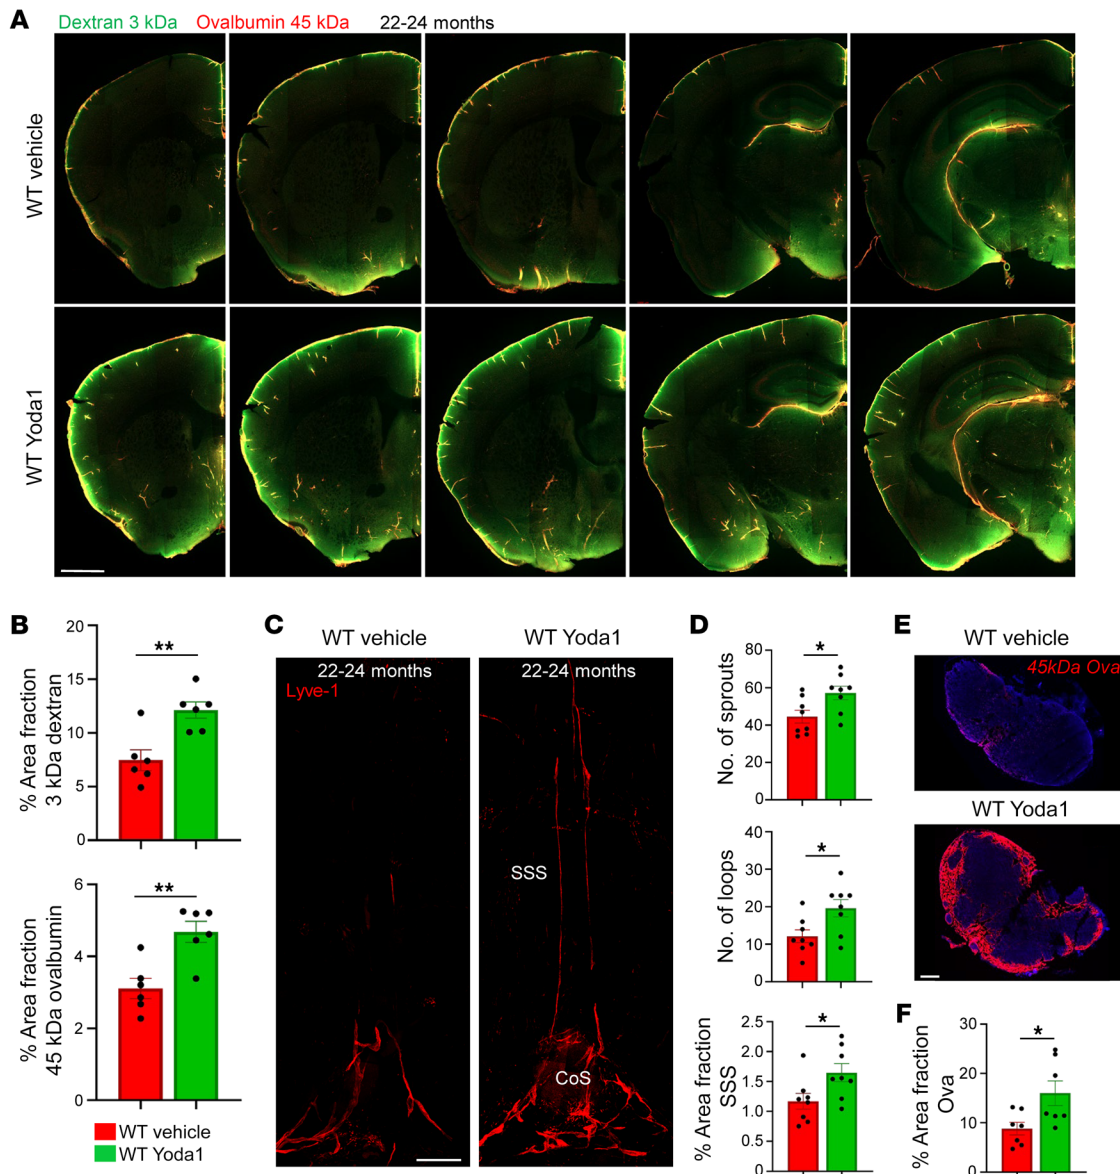 A
Dextran 3 kDa Ovalbumin 45 kDa 22-24 months
WT vehicle
WT Yoda1
B
% Area fraction
3 kDa dextran
20
15
10
5
0
**
% Area fraction
45 kDa ovalbumin
6
4
2
0
**
WT vehicle
WT Yoda1
C
WT vehicle
22-24 months
Lyve-1
WT Yoda1
22-24 months
SSS
CoS
D
No. of sprouts
80
60
40
20
0
*
No. of loops
40
30
20
10
0
*
% Area fraction
SSS
2.5
2.0
1.5
1.0
0.5
0
*
E
WT vehicle
45kDa Ova
WT Yoda1
F
% Area fraction
Ova
30
20
10
0
*